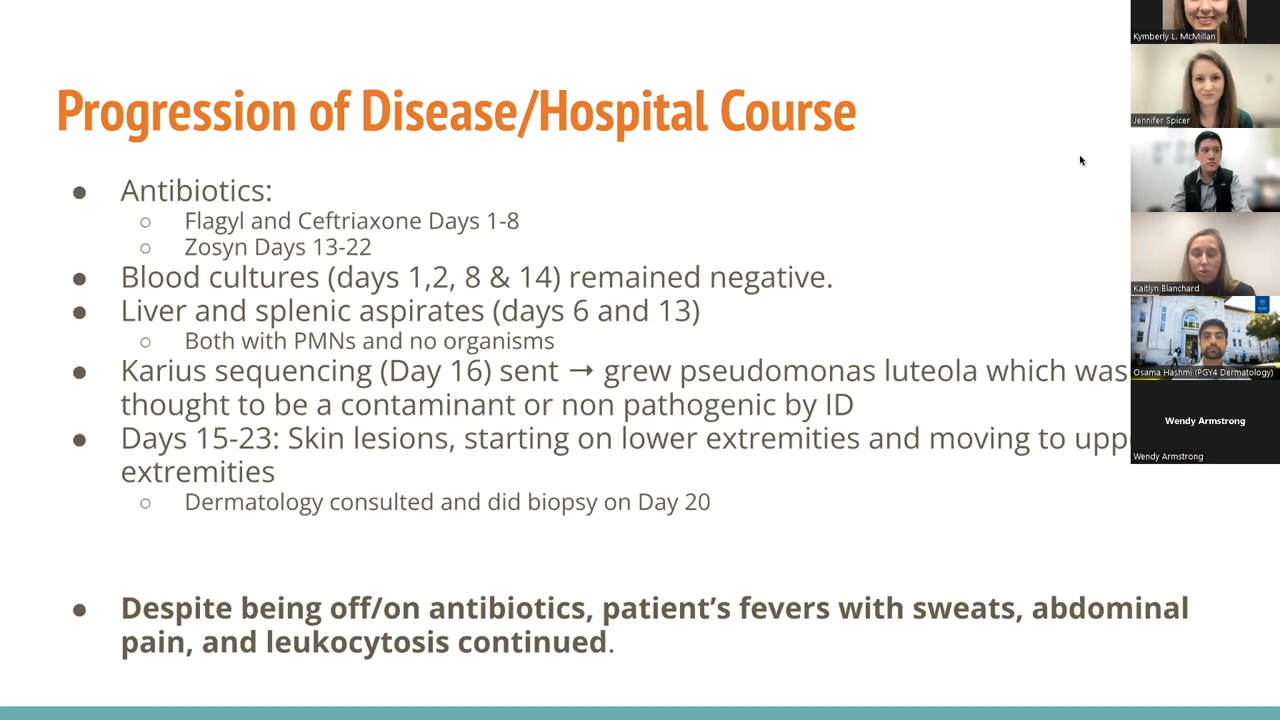 Progression of Disease/Hospital Course
● Antibiotics:
○ Flagyl and Ceftriaxone Days 1-8
○ Zosyn Days 13-22
● Blood cultures (days 1,2, 8 & 14) remained negative.
● Liver and splenic aspirates (days 6 and 13)
○ Both with PMNs and no organisms
● Karius sequencing (Day 16) sent → grew pseudomonas luteola which was
thought to be a contaminant or non pathogenic by ID
● Days 15-23: Skin lesions, starting on lower extremities and moving to
extremities
○ Dermatology consulted and did biopsy on Day 20
● Despite being off/on antibiotics, patient’s fevers with sweats, abdominal
pain, and leukocytosis continued.
Kymberly L. McMillan
Jennifer Spicer
Kaitlyn Blanchard
Osama Hashmi (PGY4 Dermatology)
Wendy Armstrong
Wendy Armstrong